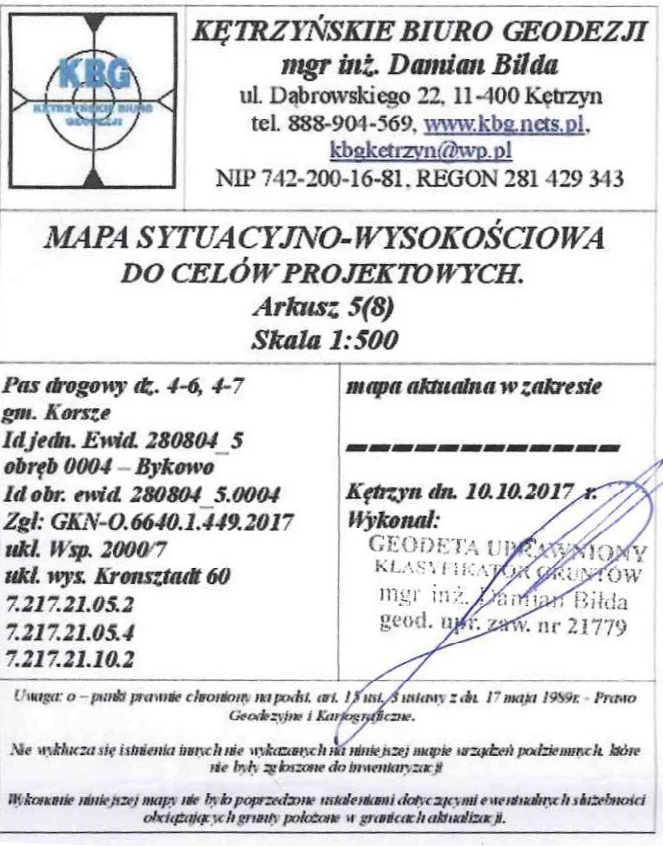 KBG
KĘTRZYŃSKIE BIURO
GEODEZJI
KĘTRZYŃSKIE BIURO GEODEZJI
mgr inż. Damian Biłda
ul. Dąbrowskiego 22, 11-400 Kętrzyn
tel. 888-904-569, www.kbg.nets.pl,
kbgketrzyn@wp.pl
NIP 742-200-16-81, REGON 281 429 343
MAPA SYTUACYJNO-WYSOKOŚCIOWA
DO CELÓW PROJEKTOWYCH.
Arkusz 5(8)
Skala 1:500
Pas drogowy dz. 4-6, 4-7
gm. Korsze
Id jedn. Ewid. 280804_5
obręb 0004 – Bykowo
Id obr. ewid. 280804_5.0004
Zgł: GKN-O.6640.1.449.2017
ukł. Wsp. 2000/7
ukł. wys. Kronsztadt 60
7.217.21.05.2
7.217.21.05.4
7.217.21.10.2
mapa aktualna w zakresie
Kętrzyn dn. 10.10.2017 r.
Wykonał:
GEODETA UPRAWNIONY
KLASYFIKATOR GRUNTÓW
mgr inż. Damian Biłda
geod. upr. zaw. nr 21779
Uwaga: o – punkt prawnie chroniony na podst. art. 15 ust. 3 ustawy z dn. 17 maja 1989r. - Prawo
Geodezyjne i Kartograficzne.
Nie wyklucza się istnienia innych nie wykazanych na niniejszej mapie urządzeń podziemnych, które
nie były zgłoszone do inwentaryzacji
Wykonanie niniejszej mapy nie było poprzedzone ustaleniami dotyczącymi ewentualnych służebności
obciążających grunty położone w granicach aktualizacji.